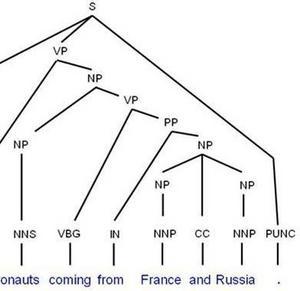 S
VP
NP
VP
PP
NP NP
NP NP
NNS VBG IN NNP CC NNP PUNC
onauts coming from France and Russia .